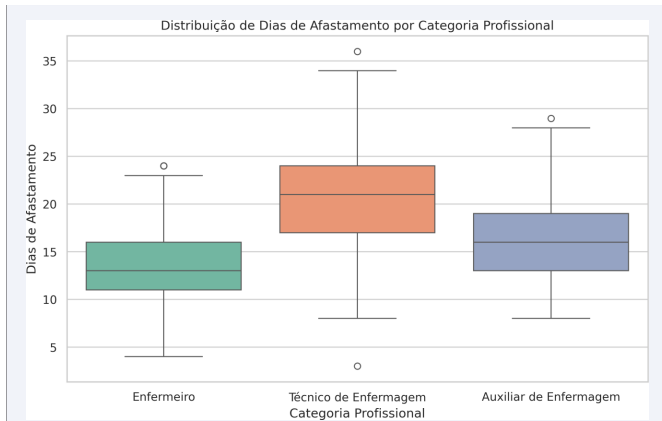 Distribuição de Dias de Afastamento por Categoria Profissional
Dias de Afastamento
35
30
25
20
15
10
5
Enfermeiro
Técnico de Enfermagem
Auxiliar de Enfermagem
Categoria Profissional